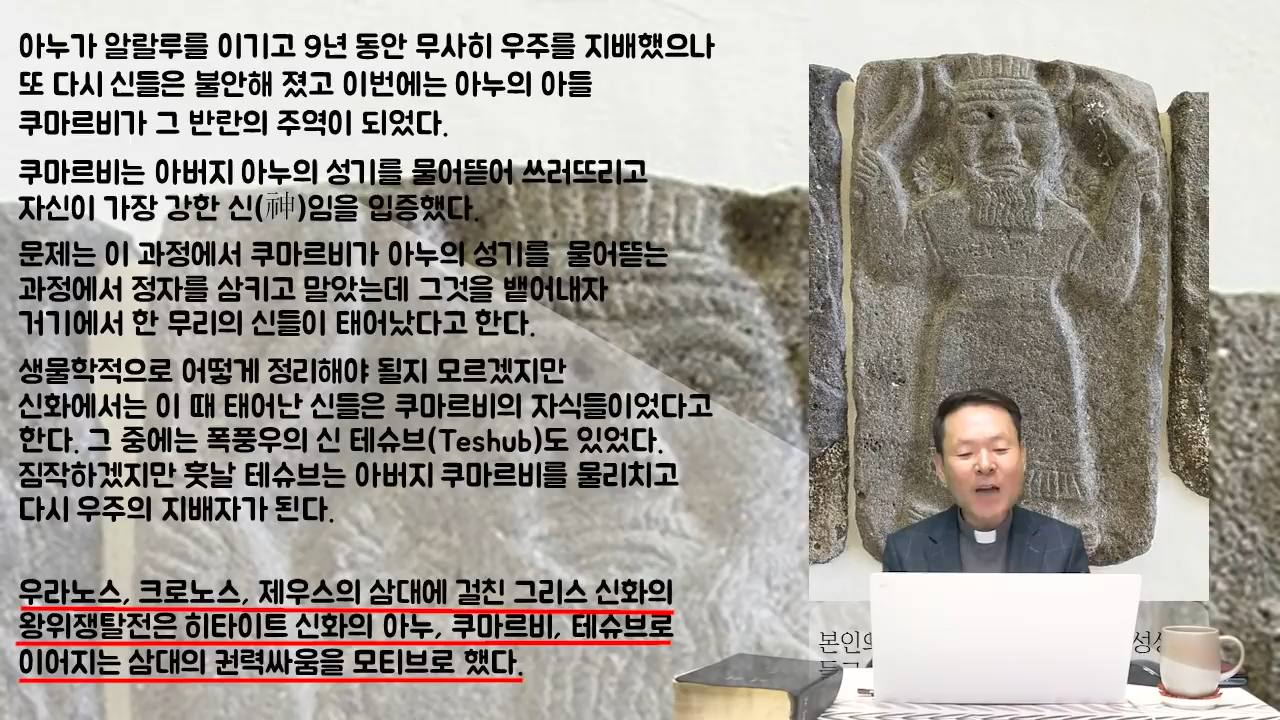 아누가 알랄루를 이기고 9년 동안 무사히 우주를 지배했으나
또 다시 신들은 불안해 졌고 이번에는 아누의 아들
쿠마르비가 그 반란의 주역이 되었다.
쿠마르비는 아버지 아누의 성기를 물어뜯어 쓰러뜨리고
자신이 가장 강한 신(神)임을 입증했다.
문제는 이 과정에서 쿠마르비가 아누의 성기를 물어뜯는
과정에서 정자를 삼키고 말았는데 그것을 뱉어내자
거기에서 한 무리의 신들이 태어났다고 한다.
생물학적으로 어떻게 정리해야 될지 모르겠지만
신화에서는 이 때 태어난 신들은 쿠마르비의 자식들이었다고
한다. 그 중에는 폭풍우의 신 테슈브(Teshub)도 있었다.
짐작하겠지만 훗날 테슈브는 아버지 쿠마르비를 물리치고
다시 우주의 지배자가 된다.
우라노스, 크로노스, 제우스의 삼대에 걸친 그리스 신화의
왕위쟁탈전은 히타이트 신화의 아누, 쿠마르비, 테슈브로
이어지는 삼대의 권력싸움을 모티브로 했다.